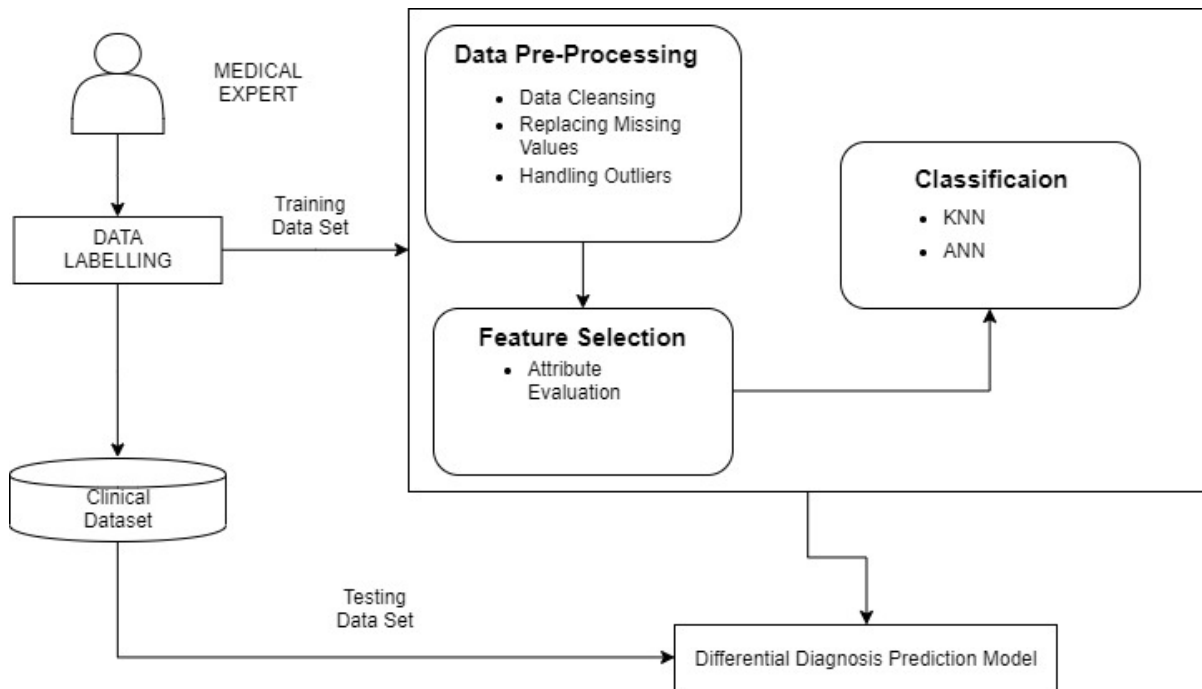 MEDICAL
EXPERT
DATA
LABELLING
Training
Data Set
Data Pre-Processing
• Data Cleansing
• Replacing Missing
Values
• Handling Outliers
Feature Selection
• Attribute
Evaluation
Classificaion
• KNN
• ANN
Clinical
Dataset
Testing
Data Set
Differential Diagnosis Prediction Model